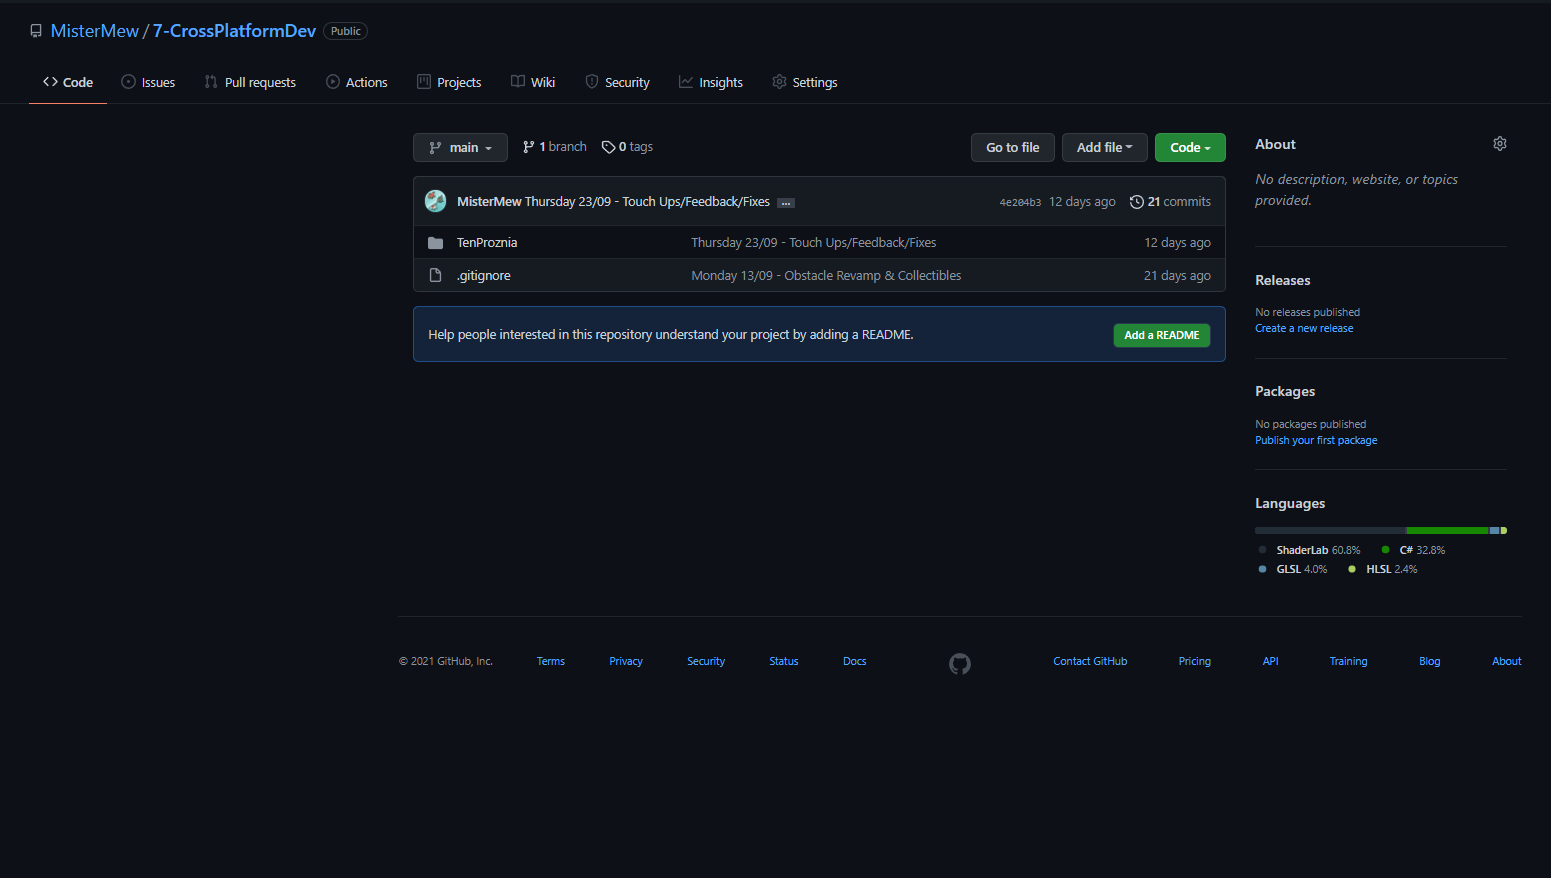 MisterMew / 7-CrossPlatformDev Public
Code Issues Pull requests Actions Projects Wiki Security Insights Settings
main 1 branch 0 tags Go to file Add file Code
MisterMew Thursday 23/09 - Touch Ups/Feedback/Fixes ... 4e204b3 12 days ago 21 commits
TenProznia Thursday 23/09 - Touch Ups/Feedback/Fixes 12 days ago
.gitignore Monday 13/09 - Obstacle Revamp & Collectibles 21 days ago
Help people interested in this repository understand your project by adding a README. Add a README
About
No description, website, or topics
provided.
Releases
No releases published
Create a new release
Packages
No packages published
Publish your first package
Languages
ShaderLab 60.8% C# 32.8%
GLSL 4.0% HLSL 2.4%
© 2021 GitHub, Inc. Terms Privacy Security Status Docs Contact GitHub Pricing API Training Blog About